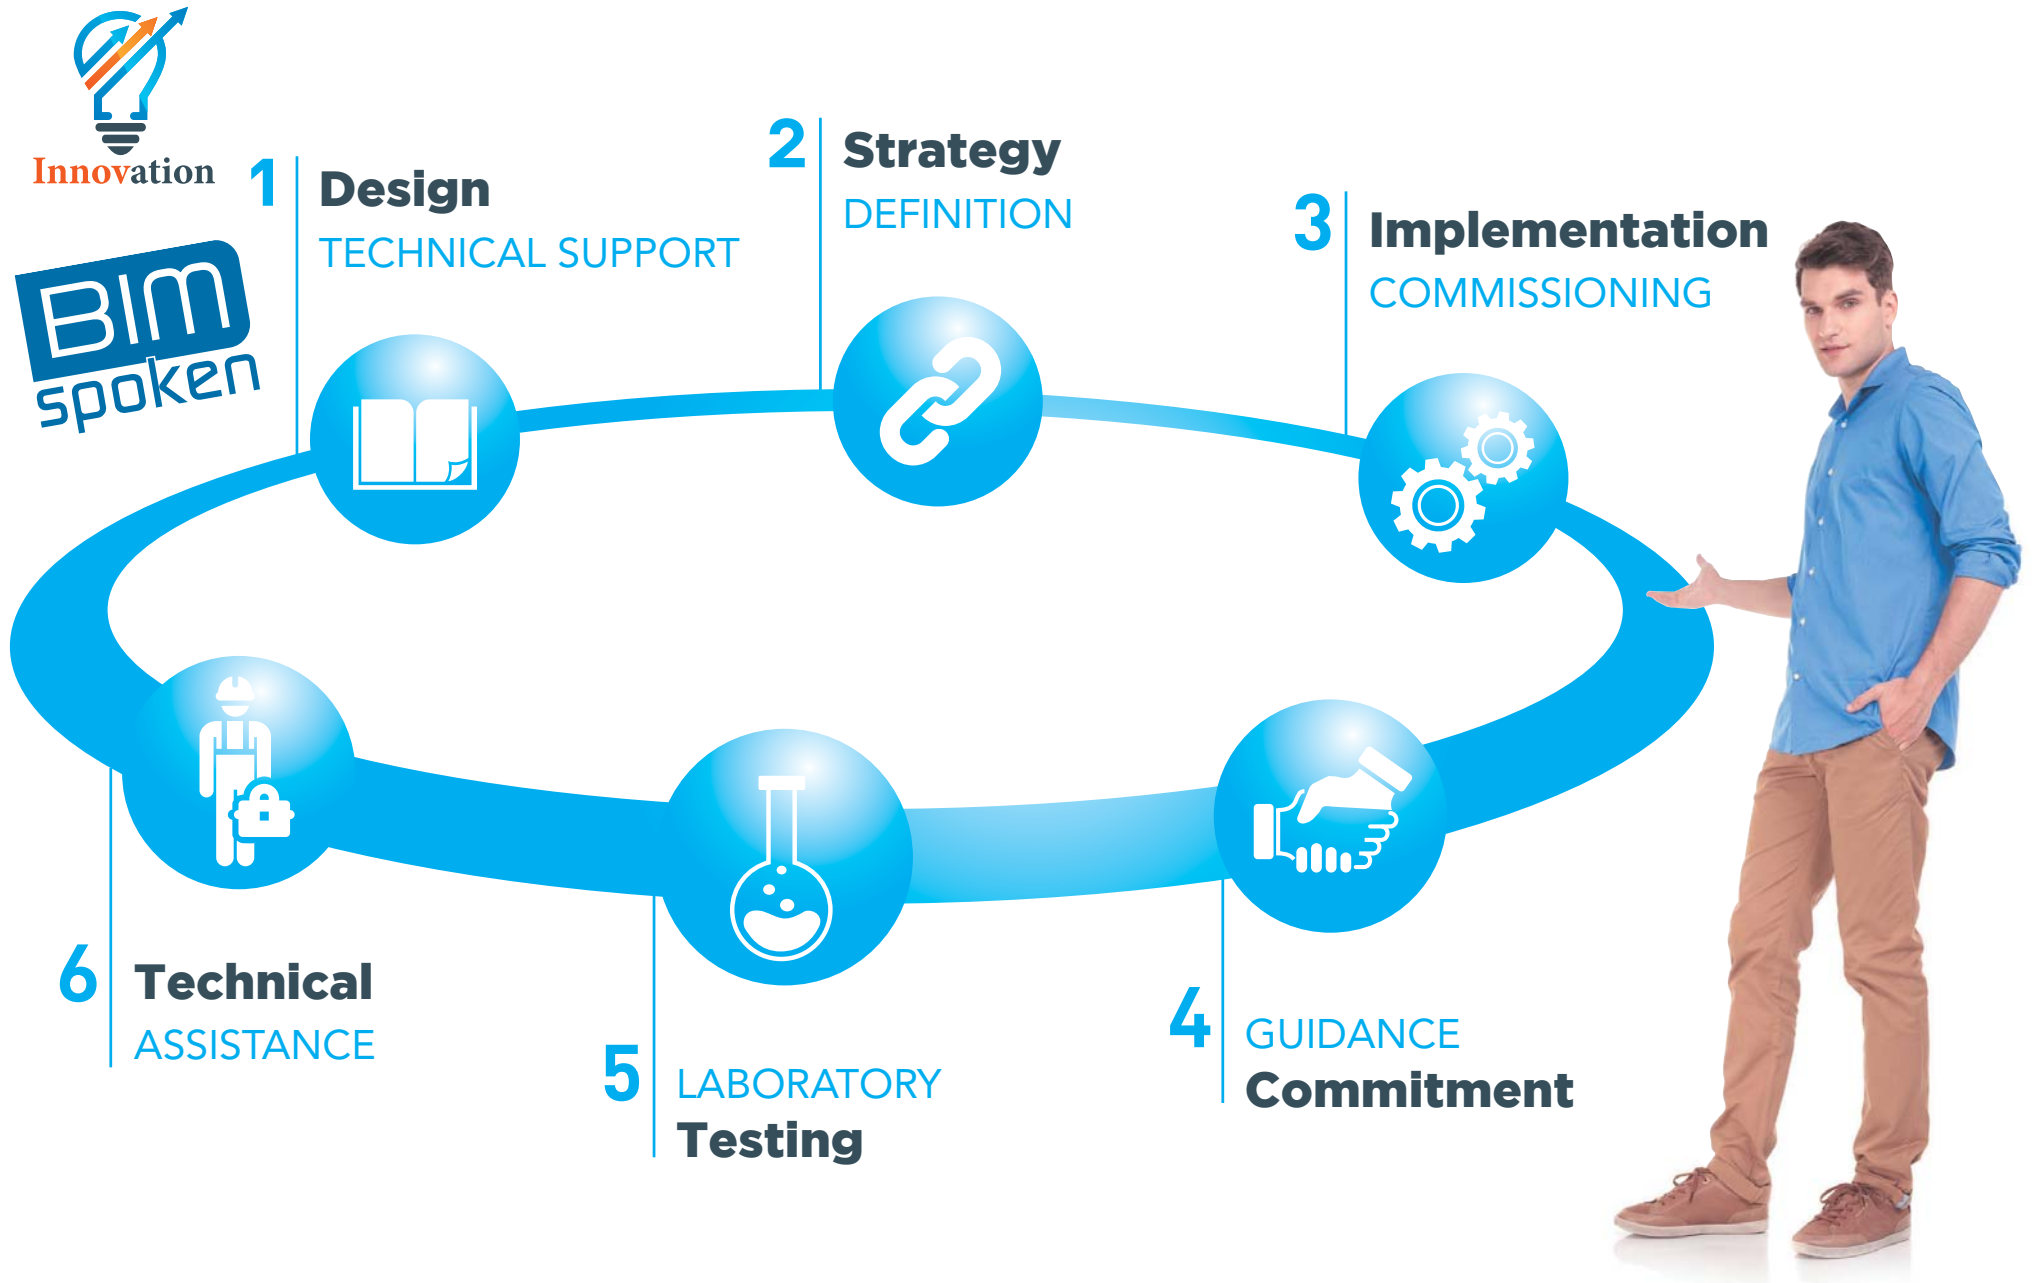 Innovation
BIM
spoken
1
Design
TECHNICAL SUPPORT
2
Strategy
DEFINITION
3
Implementation
COMMISSIONING
6
Technical
ASSISTANCE
5
LABORATORY
Testing
4
GUIDANCE
Commitment